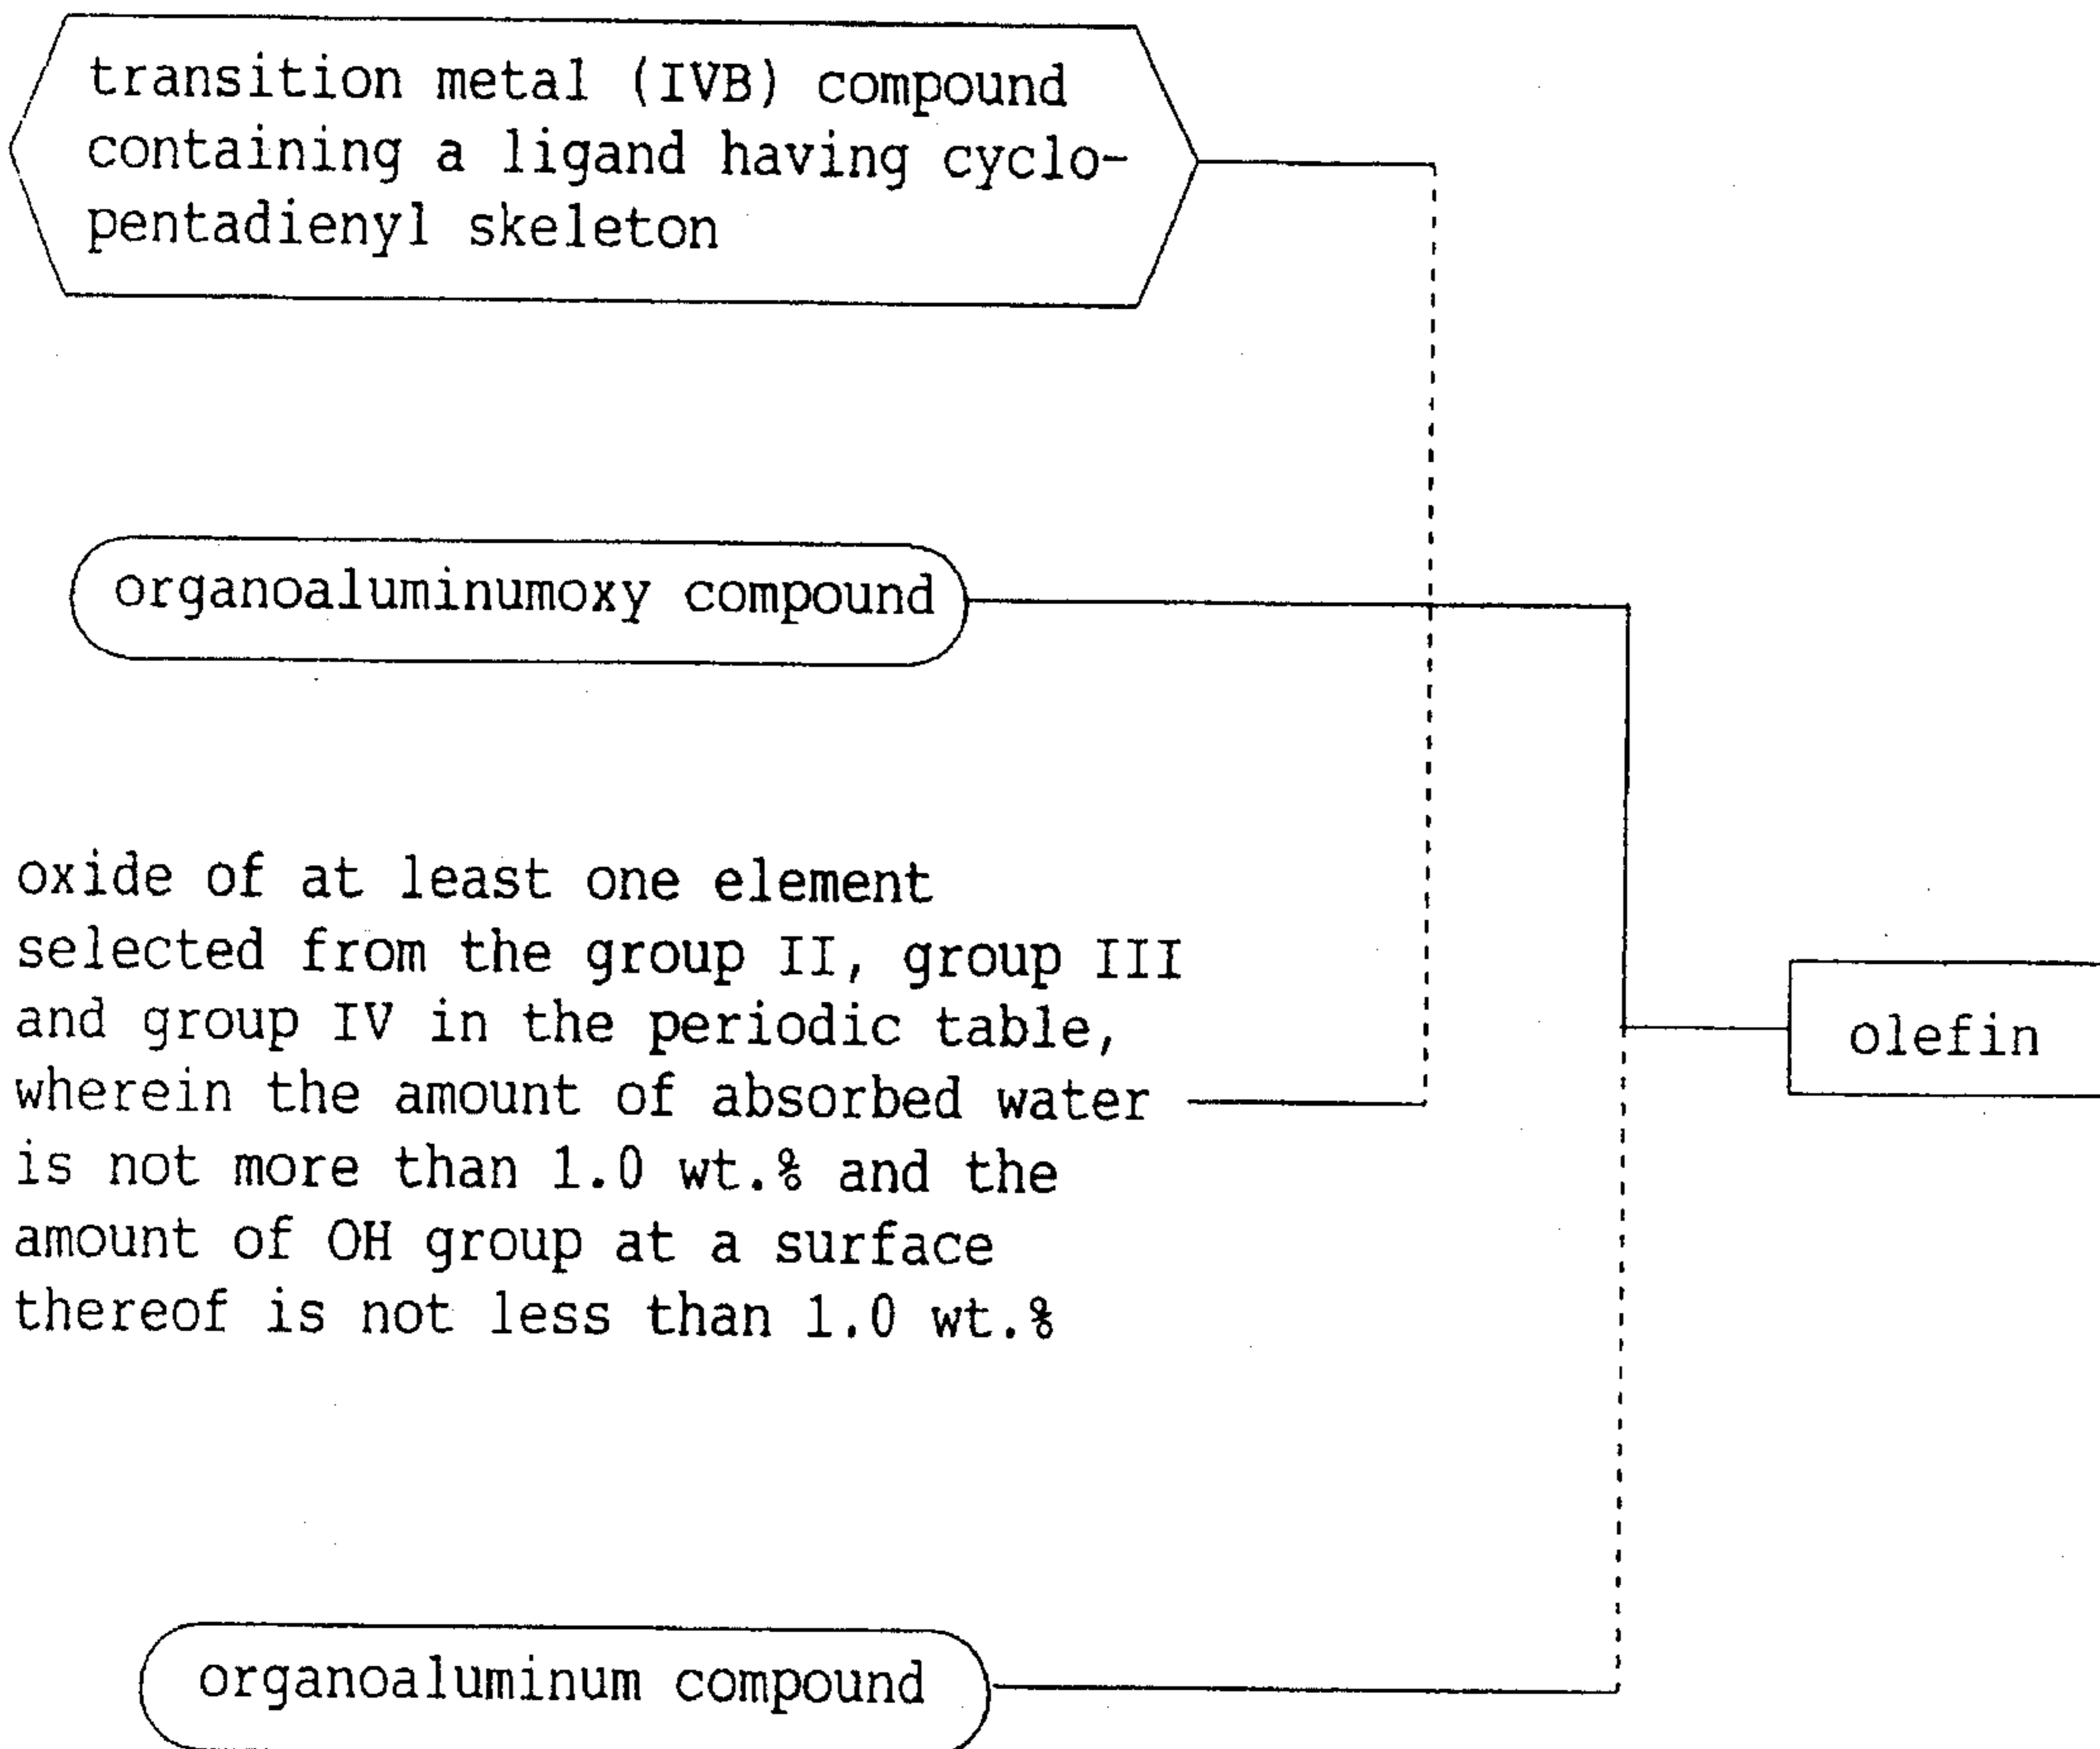 transition metal (IVB) compound
containing a ligand having cyclo-
pentadienyl skeleton
organoaluminumoxy compound
oxide of at least one element
selected from the group II, group III
and group IV in the periodic table,
wherein the amount of absorbed water
is not more than 1.0 wt.% and the
amount of OH group at a surface
thereof is not less than 1.0 wt.%
olefin
organoaluminum compound